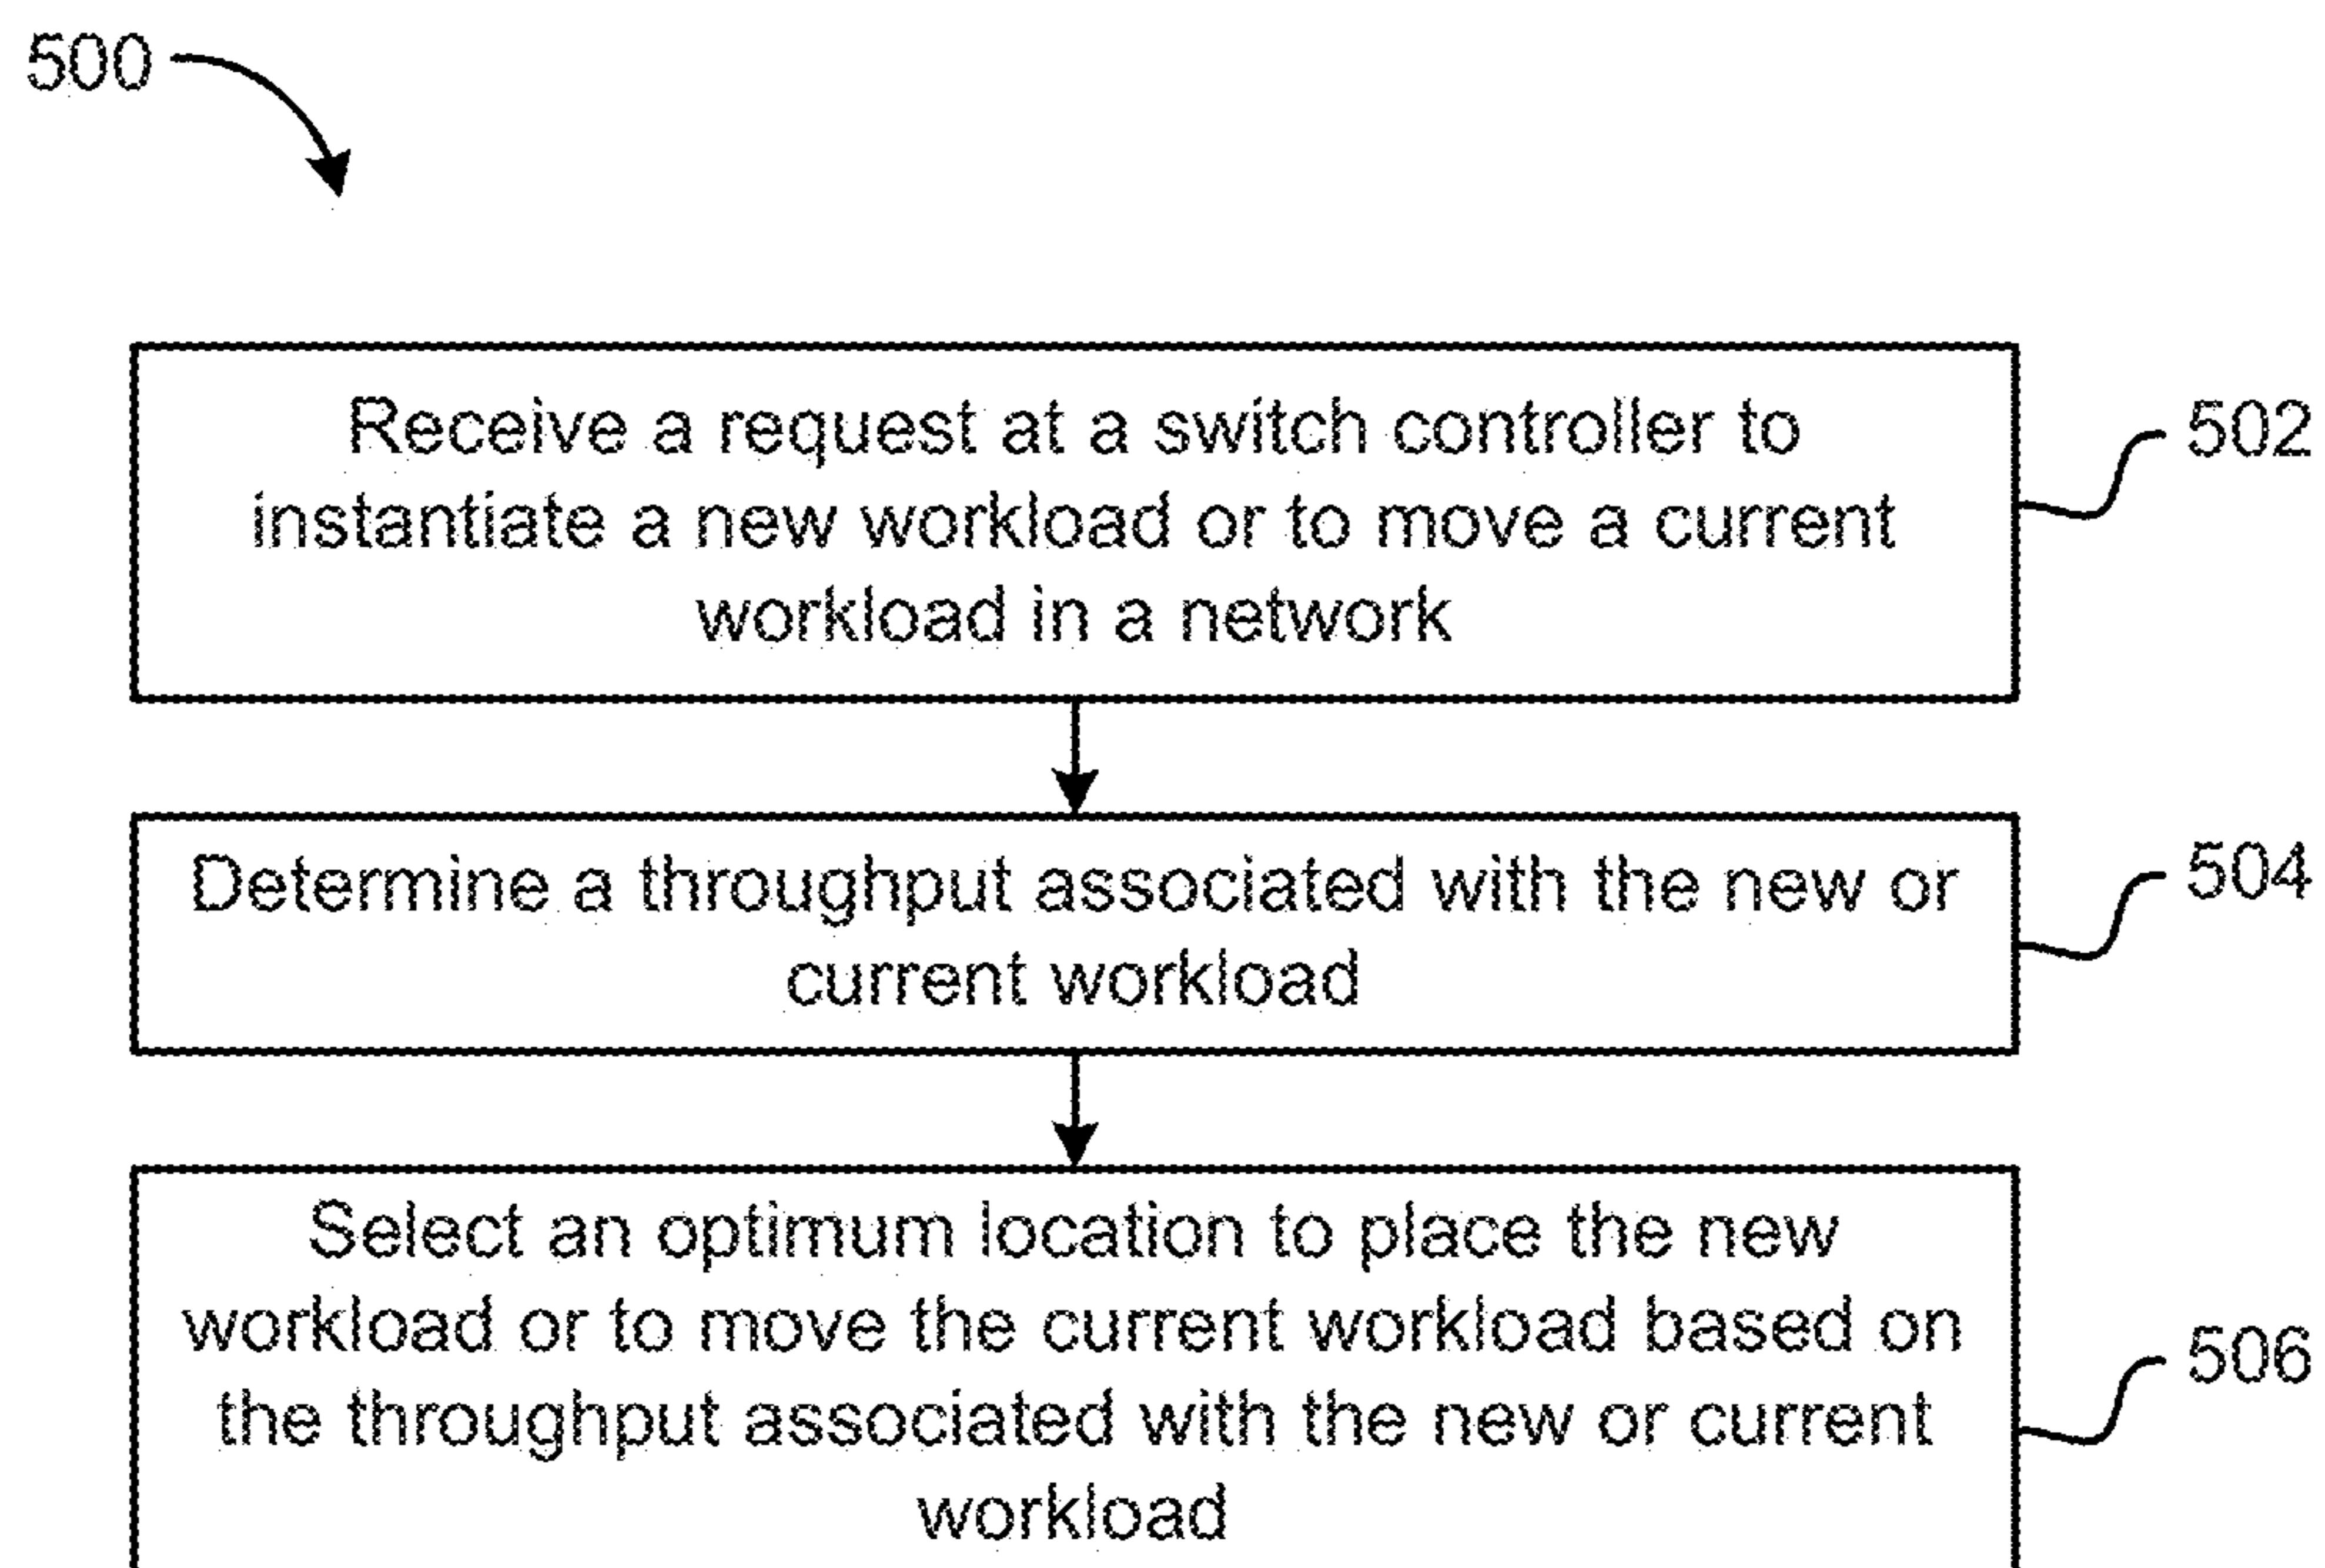 500
Receive a request at a switch controller to
instantiate a new workload or to move a current
workload in a network
502
Determine a throughput associated with the new or
current workload
504
Select an optimum location to place the new
workload or to move the current workload based on
the throughput associated with the new or current
workload
506